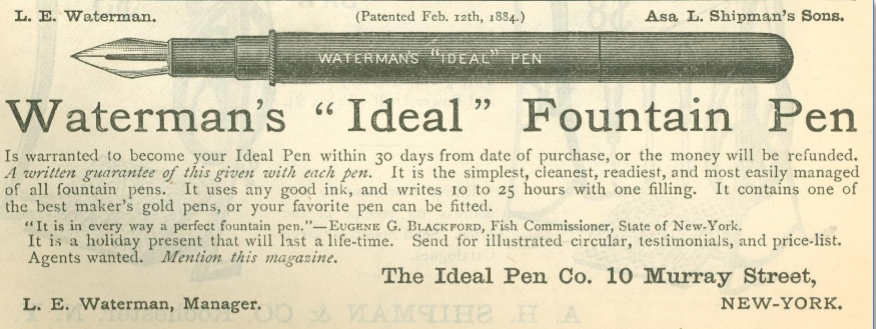 L. E. Waterman. (Patented Feb. 12th, 1884.) Asa L. Shipman's Sons.
WATERMAN'S "IDEAL" PEN
Waterman's "Ideal" Fountain Pen
Is warranted to become your Ideal Pen within 30 days from date of purchase, or the money will be refunded.
A written guarantee of this given with each pen. It is the simplest, cleanest, readiest, and most easily managed
of all fountain pens. It uses any good ink, and writes 10 to 25 hours with one filling. It contains one of
the best maker's gold pens, or your favorite pen can be fitted.
"It is in every way a perfect fountain pen."—EUGENE G. BLACKFORD, Fish Commissioner, State of New-York.
It is a holiday present that will last a life-time. Send for illustrated circular, testimonials, and price-list.
Agents wanted. Mention this magazine.
The Ideal Pen Co. 10 Murray Street,
L. E. Waterman, Manager. NEW-YORK.